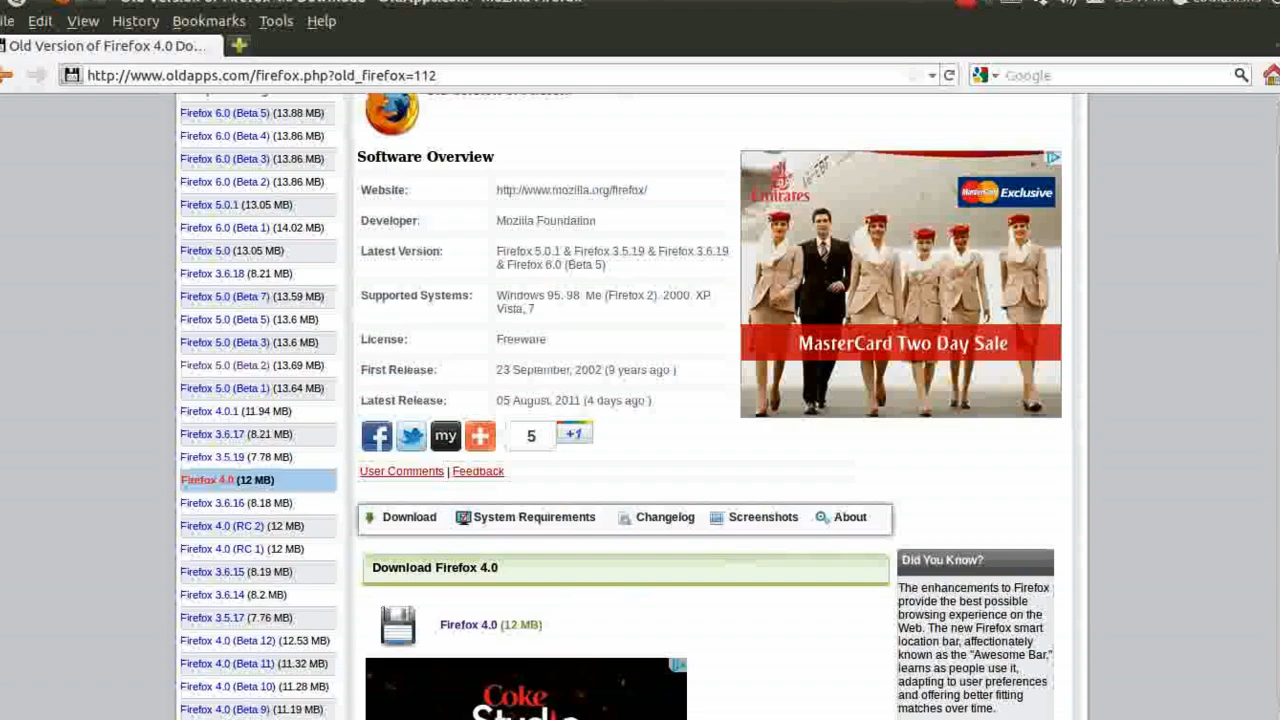 Edit View History Bookmarks Tools Help
Old Version of Firefox 4.0 Do...
http://www.oldapps.com/firefox.php?old_firefox=112
Google
Firefox 6.0 (Beta 5) (13.88 MB)
Firefox 6.0 (Beta 4) (13.86 MB)
Firefox 6.0 (Beta 3) (13.86 MB)
Firefox 6.0 (Beta 2) (13.86 MB)
Firefox 5.0.1 (13.05 MB)
Firefox 6.0 (Beta 1) (14.02 MB)
Firefox 5.0 (13.05 MB)
Firefox 3.6.18 (8.21 MB)
Firefox 5.0 (Beta 7) (13.59 MB)
Firefox 5.0 (Beta 5) (13.6 MB)
Firefox 5.0 (Beta 3) (13.6 MB)
Firefox 5.0 (Beta 2) (13.69 MB)
Firefox 5.0 (Beta 1) (13.64 MB)
Firefox 4.0.1 (11.94 MB)
Firefox 3.6.17 (8.21 MB)
Firefox 3.5.19 (7.78 MB)
Firefox 4.0 (12 MB)
Firefox 3.6.16 (8.18 MB)
Firefox 4.0 (RC 2) (12 MB)
Firefox 4.0 (RC 1) (12 MB)
Firefox 3.6.15 (8.19 MB)
Firefox 3.6.14 (8.2 MB)
Firefox 3.5.17 (7.76 MB)
Firefox 4.0 (Beta 12) (12.53 MB)
Firefox 4.0 (Beta 11) (11.32 MB)
Firefox 4.0 (Beta 10) (11.28 MB)
Firefox 4.0 (Beta 9) (11.19 MB)
Software Overview
Website: http://www.mozilla.org/firefox/
Developer: Mozilla Foundation
Latest Version: Firefox 5.0.1 & Firefox 3.5.19 & Firefox 3.6.19
& Firefox 6.0 (Beta 5)
Supported Systems: Windows 95, 98, Me (Firefox 2), 2000, XP,
Vista, 7
License: Freeware
First Release: 23 September, 2002 (9 years ago )
Latest Release: 05 August, 2011 (4 days ago )
my
5
+1
User Comments | Feedback
Emirates
MasterCard Exclusive
MasterCard Two Day Sale
Download System Requirements Changelog Screenshots About
Download Firefox 4.0
Firefox 4.0 (12 MB)
Coke
Studio
Did You Know?
The enhancements to Firefox
provide the best possible
browsing experience on the
Web. The new Firefox smart
location bar, affectionately
known as the "Awesome Bar,"
learns as people use it,
adapting to user preferences
and offering better fitting
matches over time.